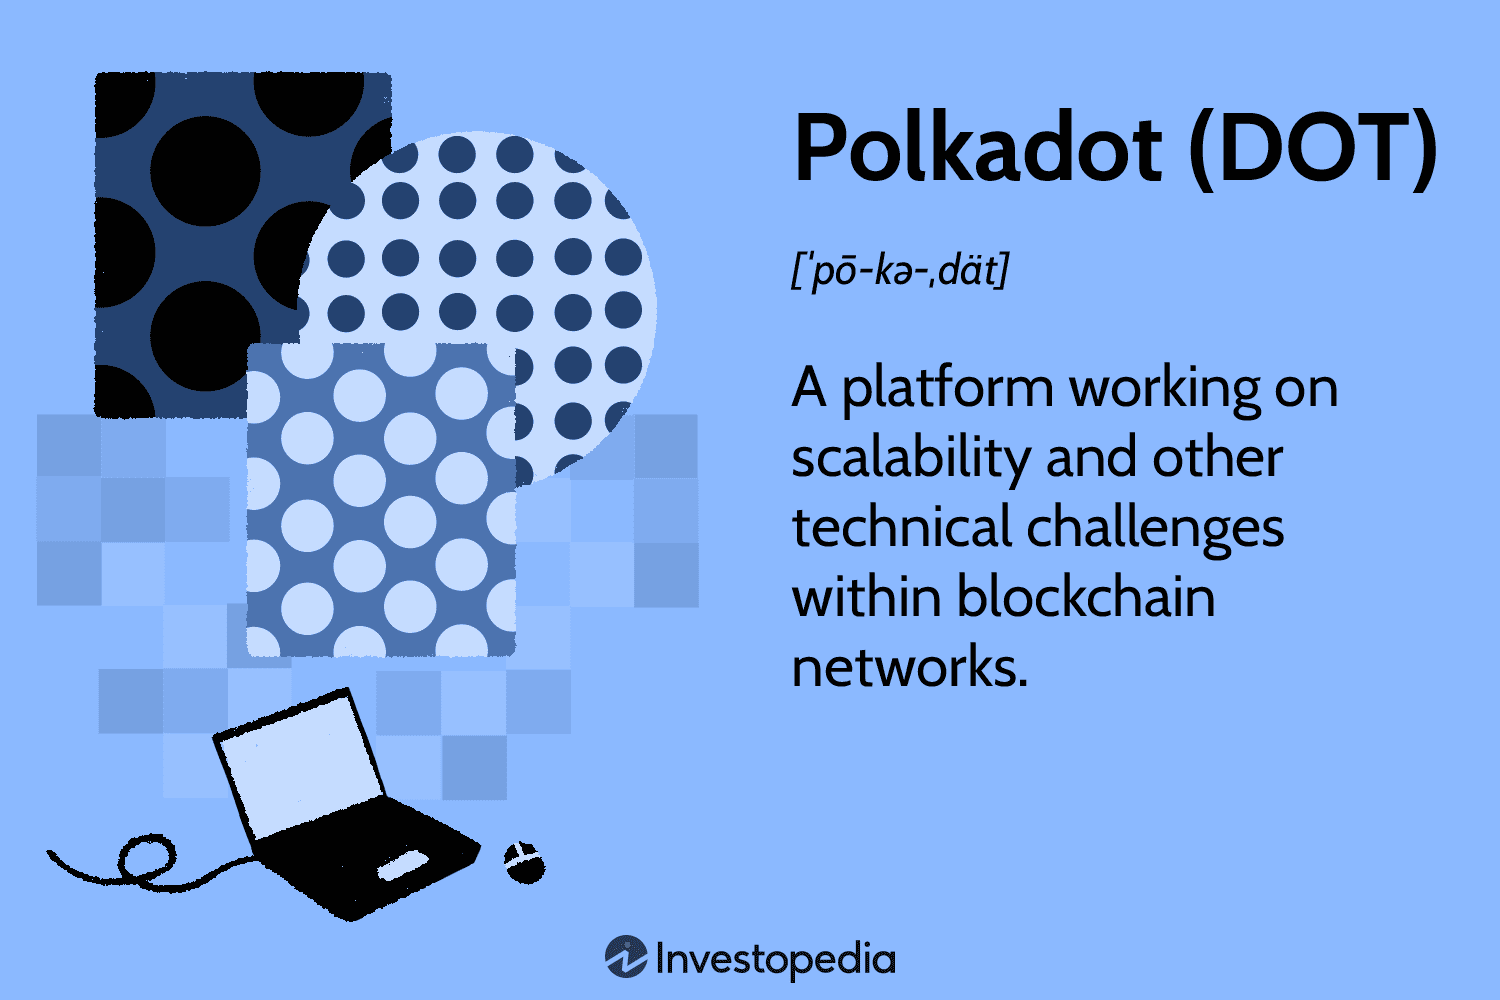 Polkadot (DOT)
[ˈpō-kə-ˌdät]
A platform working on
scalability and other
technical challenges
within blockchain
networks.
Investopedia